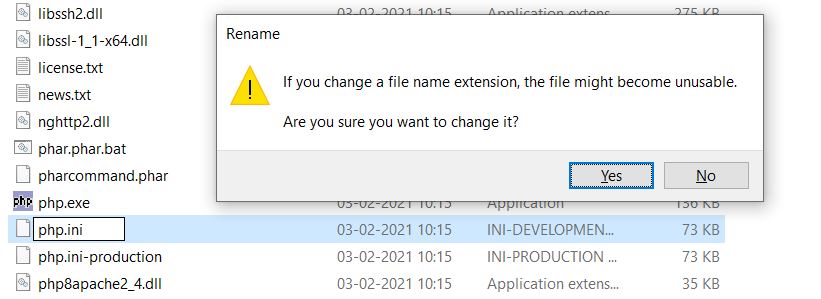 libssh2.dll 03-02-2021 10:15 Application extens... 275 KB
libssl-1_1-x64.dll
license.txt
news.txt
nghttp2.dll
phar.phar.bat
pharcommand.phar
php php.exe 03-02-2021 10:15 Application 136 KB
php.ini 03-02-2021 10:15 INI-DEVELOPMEN... 73 KB
php.ini-production 03-02-2021 10:15 INI-PRODUCTION ... 73 KB
php8apache2_4.dll 03-02-2021 10:15 Application extens... 35 KB
Rename
If you change a file name extension, the file might become unusable.
Are you sure you want to change it?
Yes No